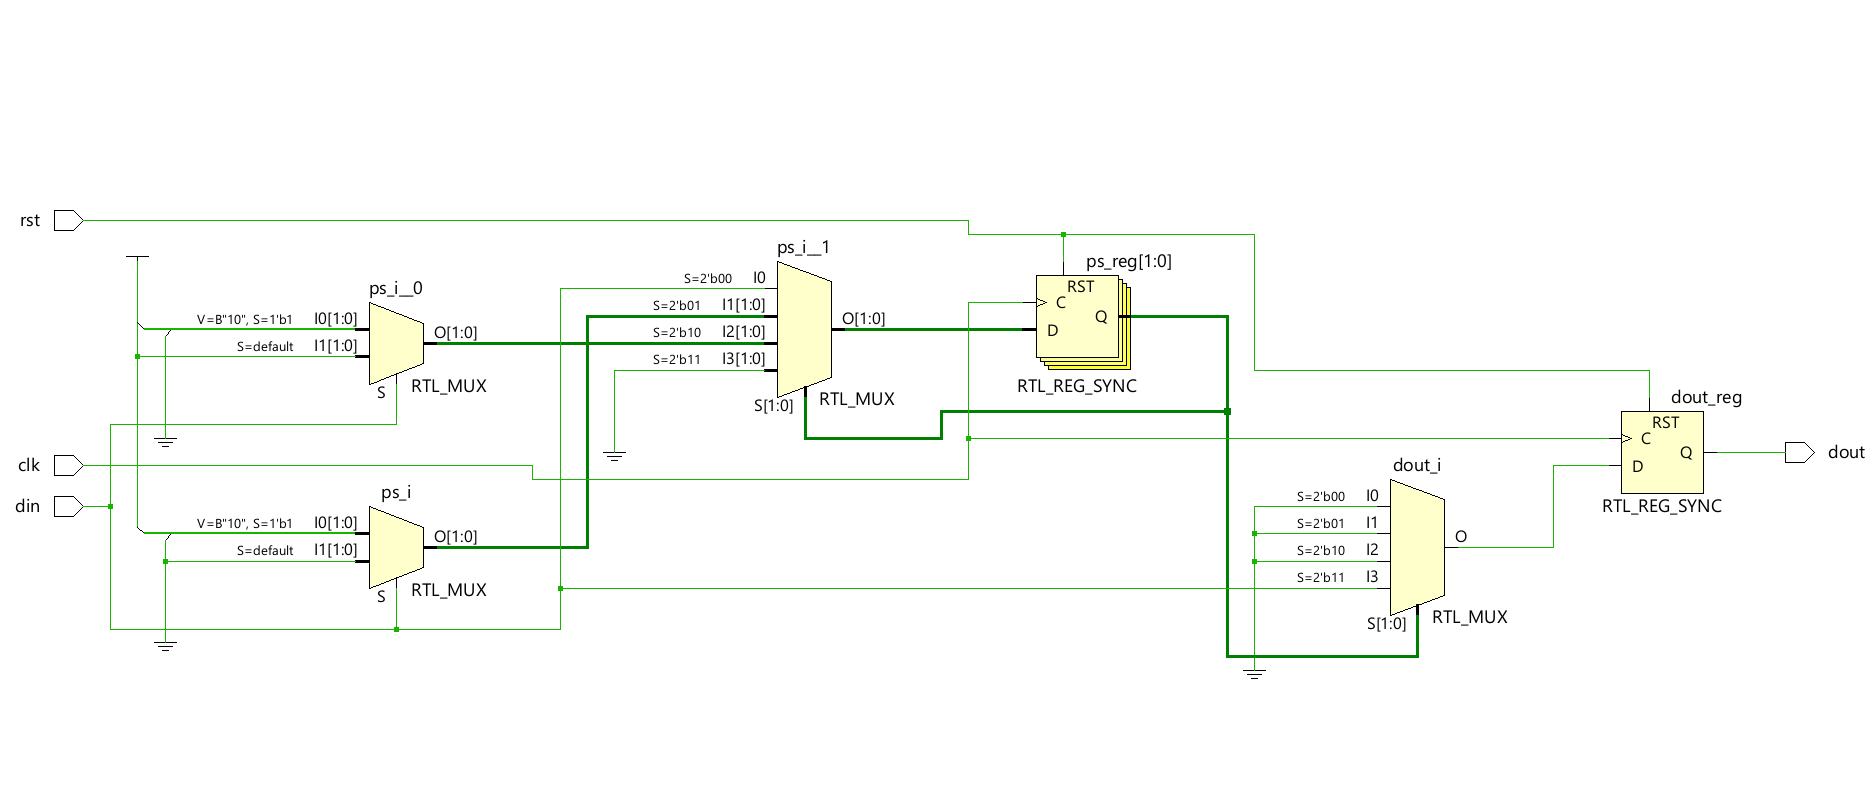 rst
ps_i__1
ps_reg[1:0]
S=2'b00 I0
RST
ps_i__0
S=2'b01 I1[1:0]
C
V=B"10", S=1'b1 I0[1:0]
O[1:0]
O[1:0]
Q
S=2'b10 I2[1:0]
D
S=default I1[1:0]
S=2'b11 I3[1:0]
S
RTL_MUX
RTL_REG_SYNC
S[1:0]
RTL_MUX
dout_reg
RST
C
clk
dout_i
Q
dout
D
din
ps_i
S=2'b00 I0
RTL_REG_SYNC
V=B"10", S=1'b1 I0[1:0]
O[1:0]
S=2'b01 I1
O
S=default I1[1:0]
S=2'b10 I2
S=2'b11 I3
S
RTL_MUX
S[1:0]
RTL_MUX